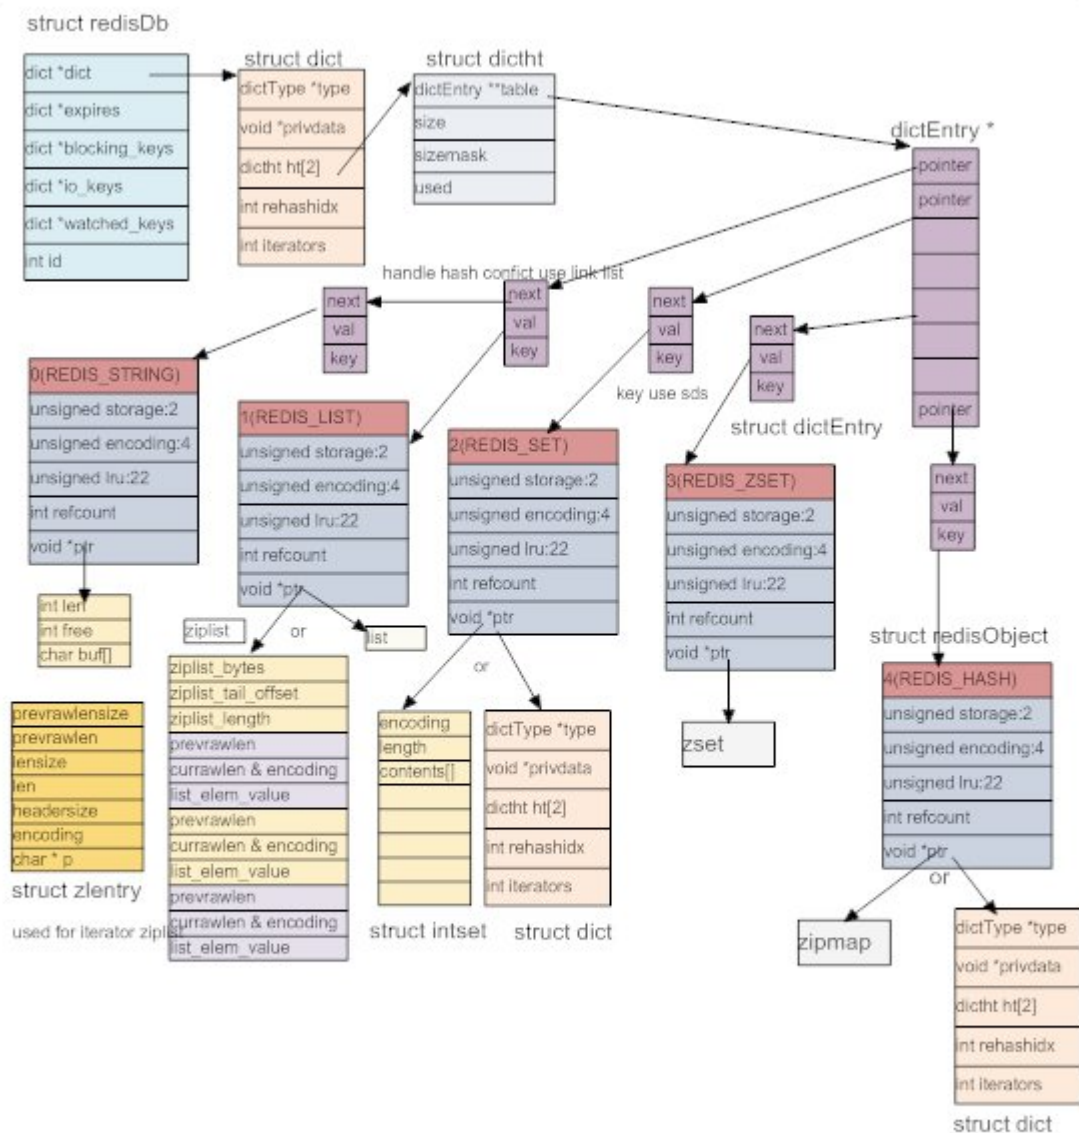 struct redisDb
dict *dict
dict *expires
dict *blocking_keys
dict *io_keys
dict *watched_keys
int id
struct dict
dictType *type
void *privdata
dictht ht[2]
int rehashidx
int iterators
struct dictht
dictEntry **table
size
sizemask
used
dictEntry *
pointer
pointer
pointer
handle hash confict use link list
next
val
key
next
val
key
next
val
key
next
val
key
next
val
key
key use sds
struct dictEntry
0(REDIS_STRING)
unsigned storage:2
unsigned encoding:4
unsigned lru:22
int refcount
void *ptr
1(REDIS_LIST)
unsigned storage:2
unsigned encoding:4
unsigned lru:22
int refcount
void *ptr
2(REDIS_SET)
unsigned storage:2
unsigned encoding:4
unsigned lru:22
int refcount
void *ptr
3(REDIS_ZSET)
unsigned storage:2
unsigned encoding:4
unsigned lru:22
int refcount
void *ptr
struct redisObject
4(REDIS_HASH)
unsigned storage:2
unsigned encoding:4
unsigned lru:22
int refcount
void *ptr
int len
int free
char buf[]
ziplist
or
list
ziplist_bytes
ziplist_tail_offset
ziplist_length
prevrawlen
currawlen & encoding
list_elem_value
prevrawlen
currawlen & encoding
list_elem_value
prevrawlen
currawlen & encoding
list_elem_value
prevrawlensize
prevrawlen
lensize
len
headersize
encoding
char * p
struct zlentry
used for iterator ziplist
or
encoding
length
contents[]
struct intset
dictType *type
void *privdata
dictht ht[2]
int rehashidx
int iterators
struct dict
zset
or
zipmap
dictType *type
void *privdata
dictht ht[2]
int rehashidx
int iterators
struct dict